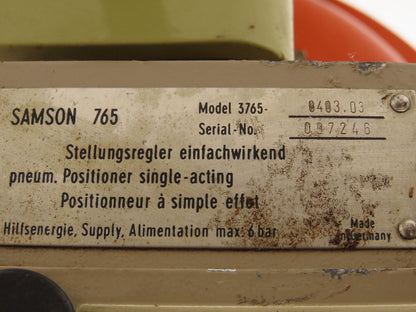 SAMSON 765 Model 3765- 0403.03
Serial-No. 097246
Stellungsregler einfachwirkend
pneum. Positioner single-acting
Positionneur à simple effet
Hilfsenergie, Supply, Alimentation max. 6 bar
Made
in Germany